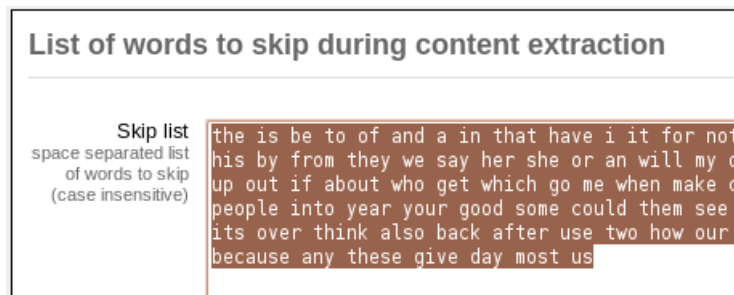 List of words to skip during content extraction
Skip list
space separated list
of words to skip
(case insensitive)
the is be to of and a in that have i it for not
his by from they we say her she or an will my
up out if about who get which go me when make
people into year your good some could them see
its over think also back after use two how our
because any these give day most us